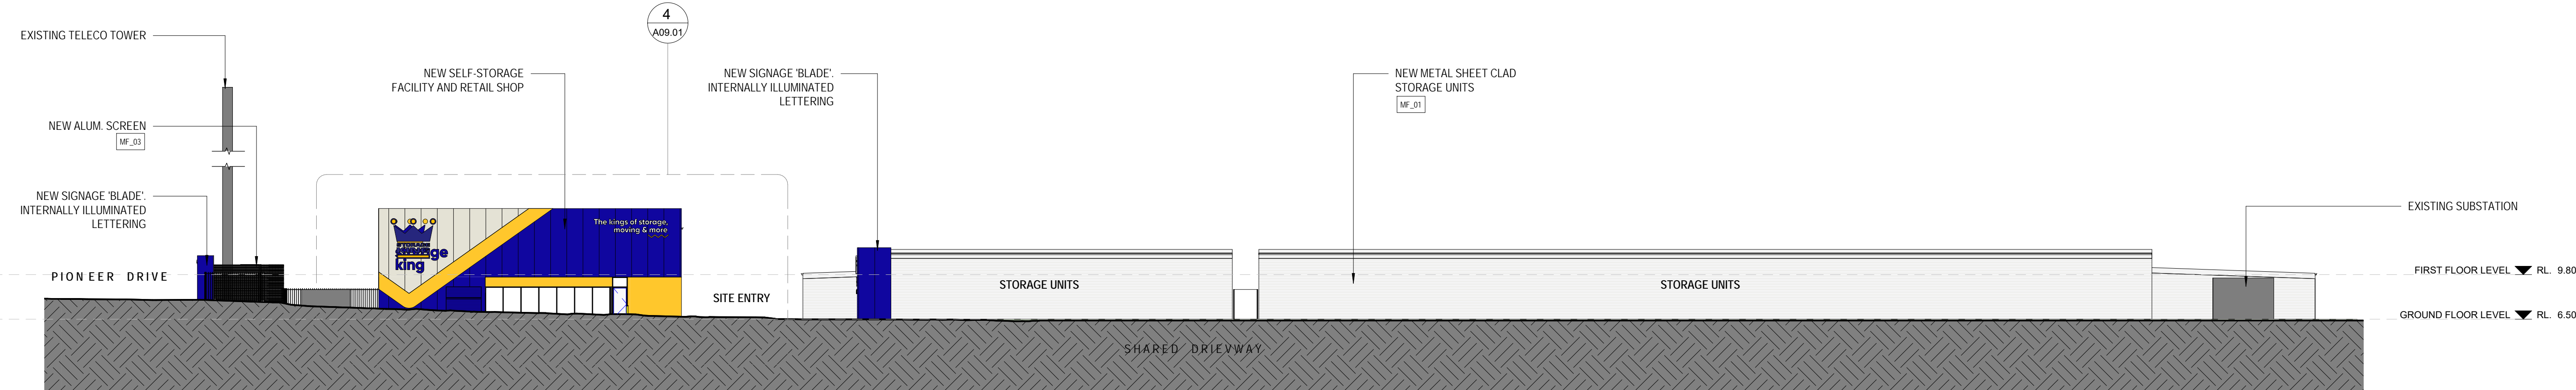 4
A09.01
EXISTING TELECO TOWER
NEW SELF-STORAGE
FACILITY AND RETAIL SHOP
NEW SIGNAGE 'BLADE'.
INTERNALLY ILLUMINATED
LETTERING
NEW METAL SHEET CLAD
STORAGE UNITS
MF_01
NEW ALUM. SCREEN
MF_03
NEW SIGNAGE 'BLADE'.
INTERNALLY ILLUMINATED
LETTERING
EXISTING SUBSTATION
The kings of storage,
moving & more
storage
king
PIONEER DRIVE
SITE ENTRY
STORAGE UNITS
STORAGE UNITS
FIRST FLOOR LEVEL RL. 9.80
GROUND FLOOR LEVEL RL. 6.50
SHARED DRIEVWAY